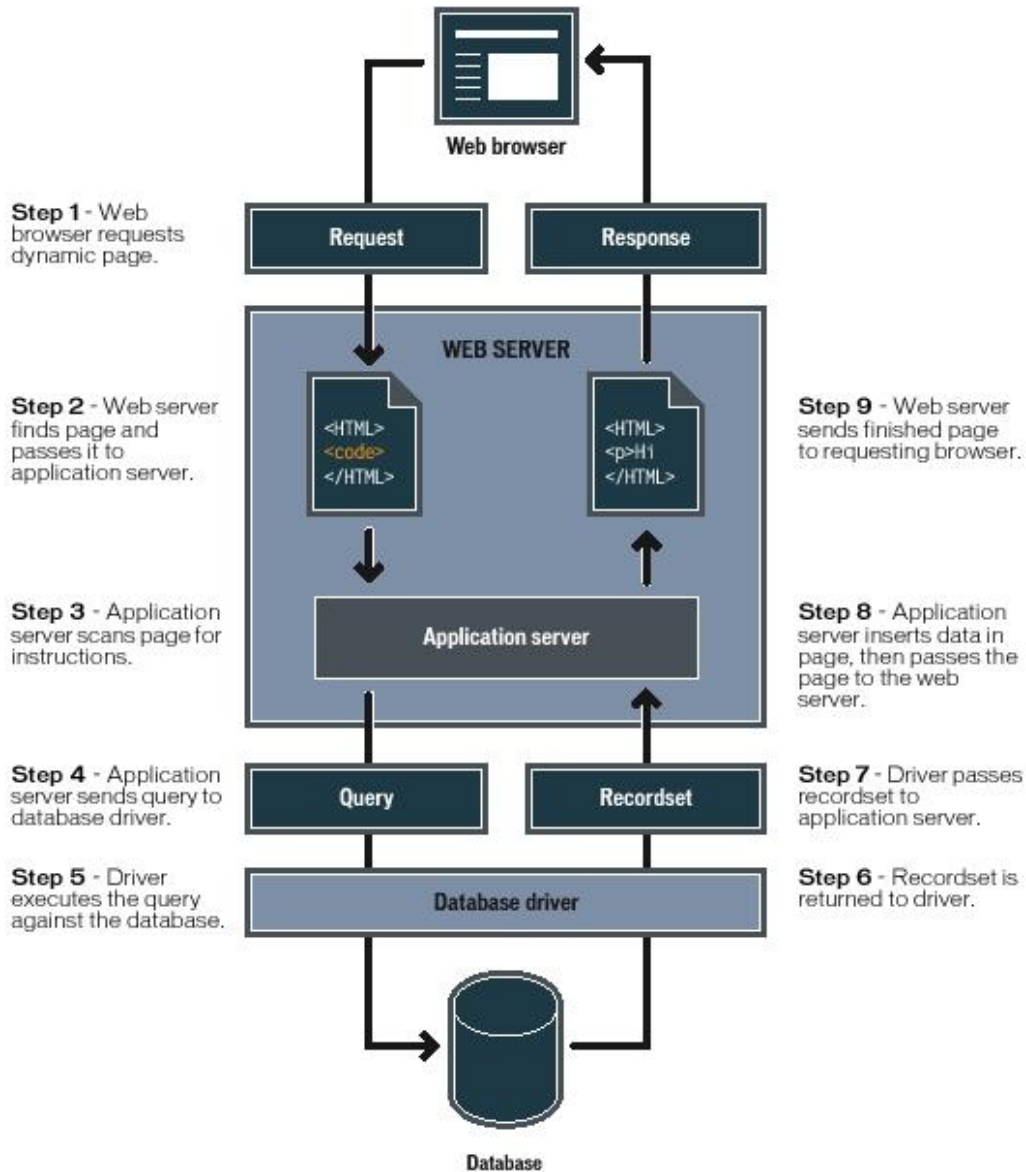 Web browser
Step 1 - Web
browser requests
dynamic page.
Request
Response
WEB SERVER
Step 2 - Web server
finds page and
passes it to
application server.
<HTML>
<code>
</HTML>
<HTML>
<p>Hi
</HTML>
Step 9 - Web server
sends finished page
to requesting browser.
Step 3 - Application
server scans page for
instructions.
Application server
Step 8 - Application
server inserts data in
page, then passes the
page to the web
server.
Step 4 - Application
server sends query to
database driver.
Query
Recordset
Step 7 - Driver passes
recordset to
application server.
Step 5 - Driver
executes the query
against the database.
Database driver
Step 6 - Recordset is
returned to driver.
Database